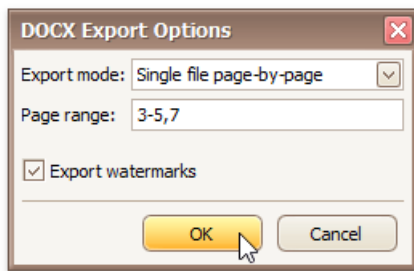 DOCX Export Options
Export mode: Single file page-by-page
Page range: 3-5,7
Export watermarks
OK Cancel